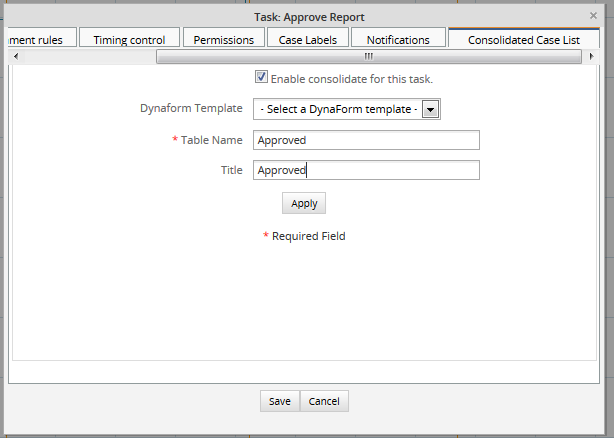 Task: Approve Report
nment rules Timing control Permissions Case Labels Notifications Consolidated Case List
Enable consolidate for this task.
Dynaform Template - Select a DynaForm template -
* Table Name Approved
Title Approved
Apply
* Required Field
Save Cancel